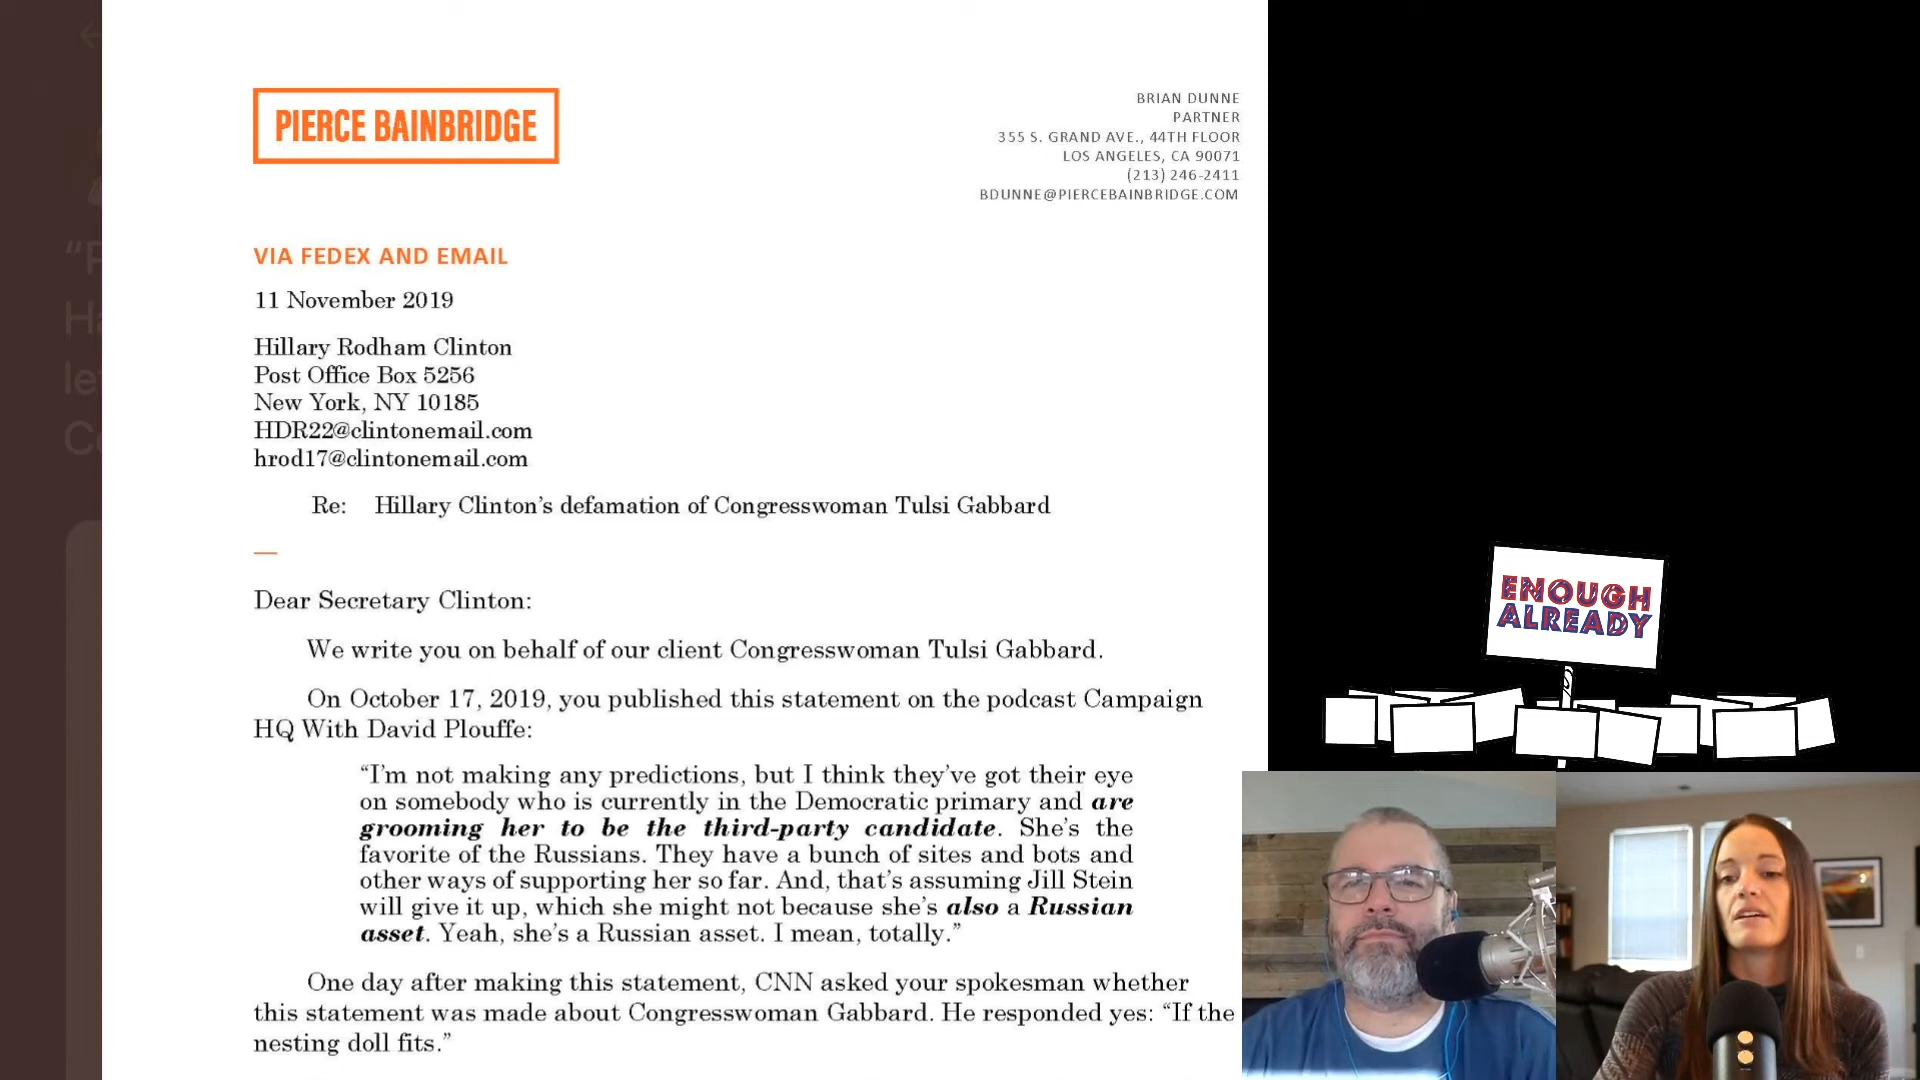 PIERCE BAINBRIDGE
BRIAN DUNNE
PARTNER
355 S. GRAND AVE., 44TH FLOOR
LOS ANGELES, CA 90071
(213) 246-2411
BDUNNE@PIERCEBAINBRIDGE.COM
VIA FEDEX AND EMAIL
11 November 2019
Hillary Rodham Clinton
Post Office Box 5256
New York, NY 10185
HDR22@clintonemail.com
hrod17@clintonemail.com
Re: Hillary Clinton's defamation of Congresswoman Tulsi Gabbard
—
Dear Secretary Clinton:
We write you on behalf of our client Congresswoman Tulsi Gabbard.
On October 17, 2019, you published this statement on the podcast Campaign
HQ With David Plouffe:
“I'm not making any predictions, but I think they've got their eye
on somebody who is currently in the Democratic primary and are
grooming her to be the third-party candidate. She's the
favorite of the Russians. They have a bunch of sites and bots and
other ways of supporting her so far. And, that's assuming Jill Stein
will give it up, which she might not because she's also a Russian
asset. Yeah, she's a Russian asset. I mean, totally.”
One day after making this statement, CNN asked your spokesman whether
this statement was made about Congresswoman Gabbard. He responded yes: “If the
nesting doll fits.”
ENOUGH
ALREADY